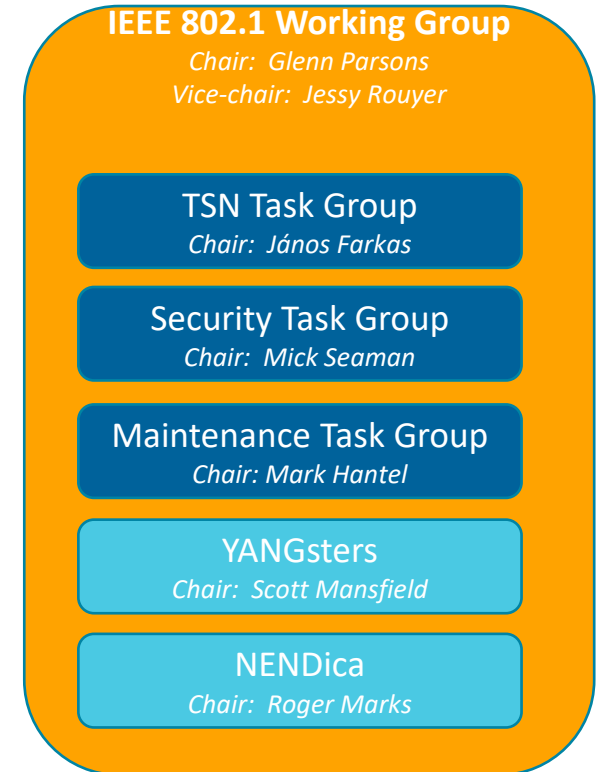 IEEE 802.1 Working Group
Chair: Glenn Parsons
Vice-chair: Jessy Rouyer
TSN Task Group
Chair: János Farkas
Security Task Group
Chair: Mick Seaman
Maintenance Task Group
Chair: Mark Hantel
YANGsters
Chair: Scott Mansfield
NENDica
Chair: Roger Marks